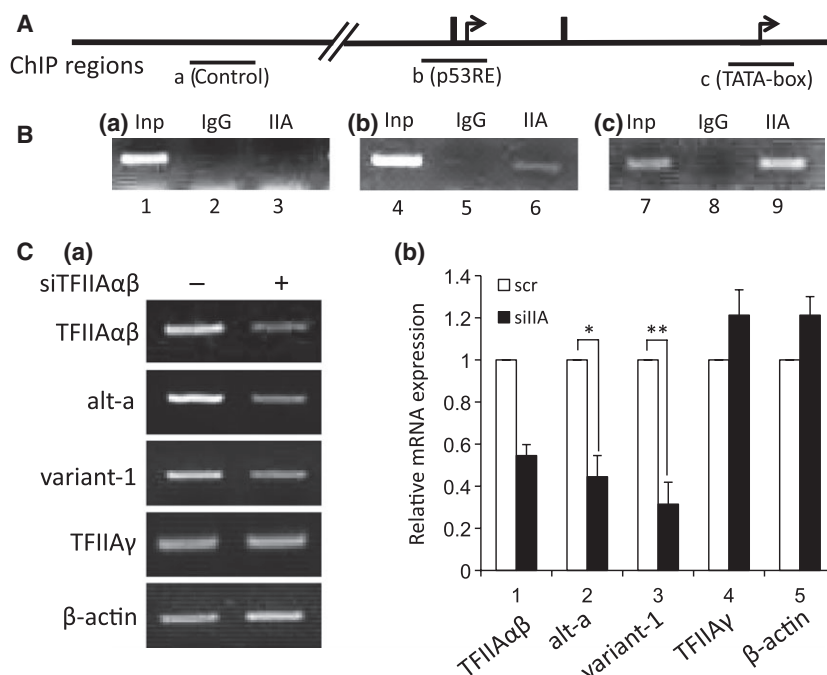 A
ChIP regions
a (Control)
b (p53RE)
c (TATA-box)
B
(a) Inp IgG IIA
(b) Inp IgG IIA
(c) Inp IgG IIA
1 2 3 4 5 6 7 8 9
C (a)
siTFIIAαβ − +
TFIIAαβ
alt-a
variant-1
TFIIAγ
β-actin
(b)
Relative mRNA expression
1.4
1.2
1
0.8
0.6
0.4
0.2
0
scr
siIIA
*
**
1 2 3 4 5
TFIIAαβ
alt-a
variant-1
TFIIAγ
β-actin